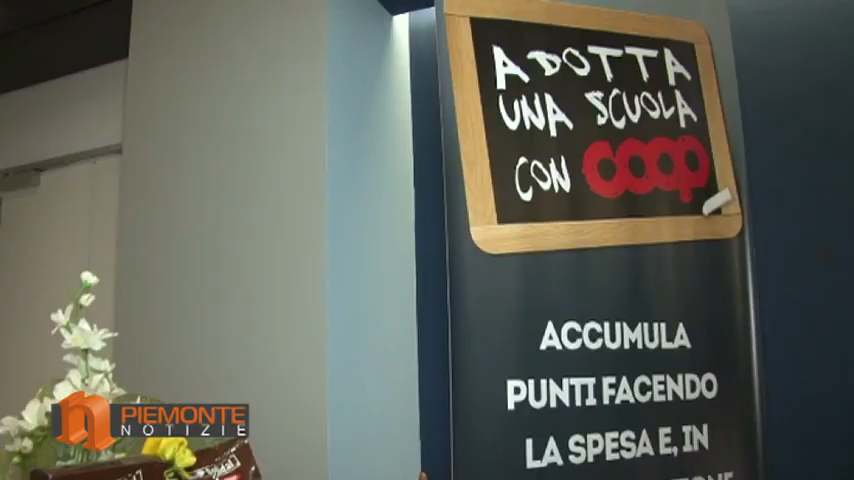 ADOTTA
UNA SCUOLA
CON COOP
ACCUMULA
PUNTI FACENDO
LA SPESA E, IN
PIEMONTE
NOTIZIE